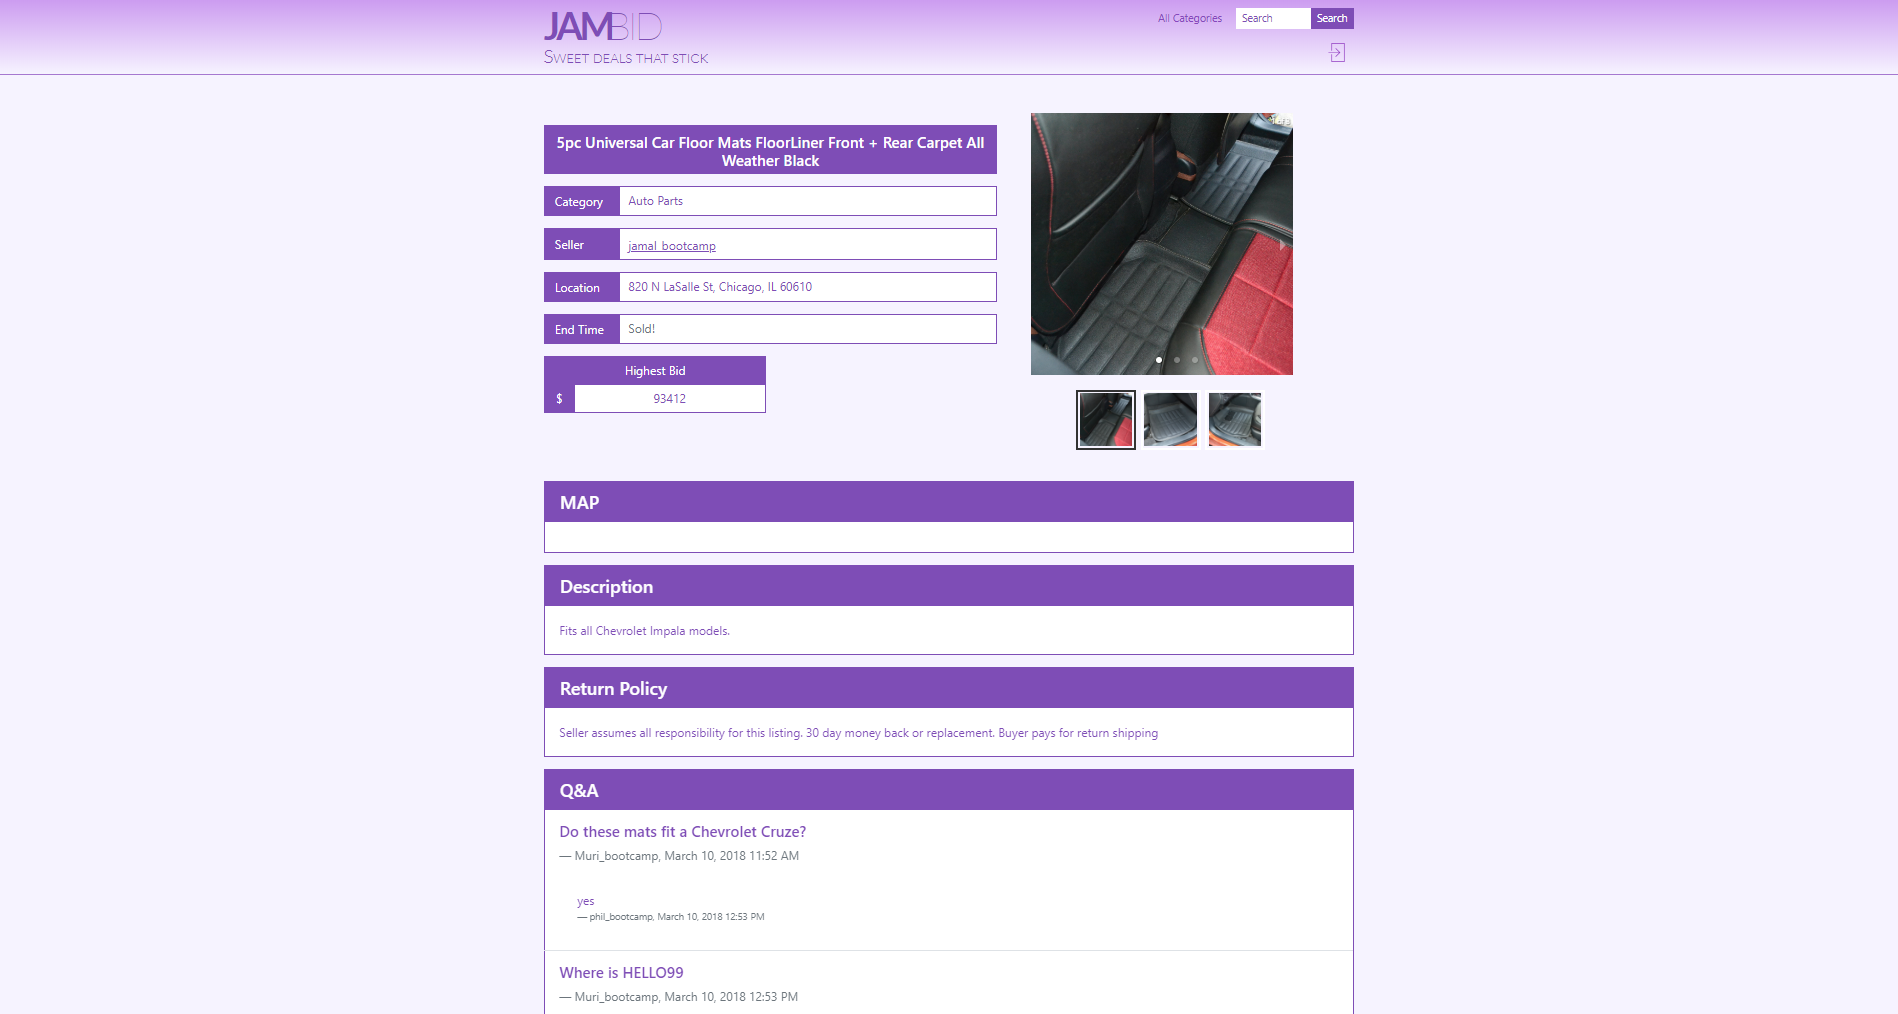 JAMBID
SWEET DEALS THAT STICK
All Categories
Search
Search
5pc Universal Car Floor Mats FloorLiner Front + Rear Carpet All
Weather Black
Category
Auto Parts
Seller
jamal_bootcamp
Location
820 N LaSalle St, Chicago, IL 60610
End Time
Sold!
Highest Bid
$
93412
MAP
Description
Fits all Chevrolet Impala models.
Return Policy
Seller assumes all responsibility for this listing. 30 day money back or replacement. Buyer pays for return shipping
Q&A
Do these mats fit a Chevrolet Cruze?
— Muri_bootcamp, March 10, 2018 11:52 AM
yes
— phil_bootcamp, March 10, 2018 12:53 PM
Where is HELLO99
— Muri_bootcamp, March 10, 2018 12:53 PM